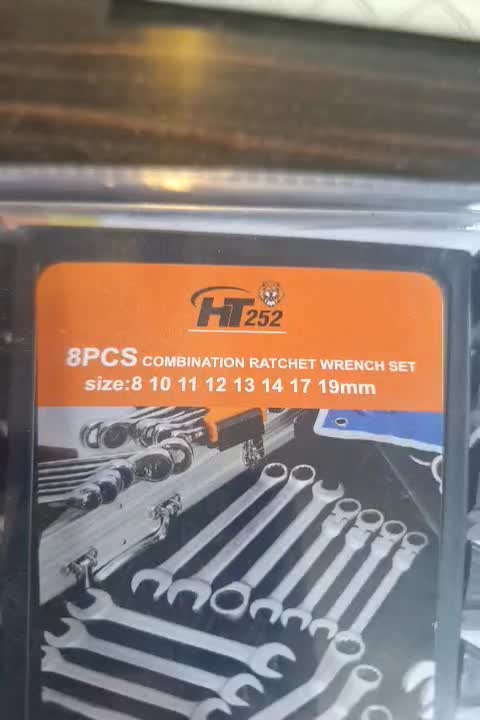 HT252
8PCS COMBINATION RATCHET WRENCH SET
size:8 10 11 12 13 14 17 19mm